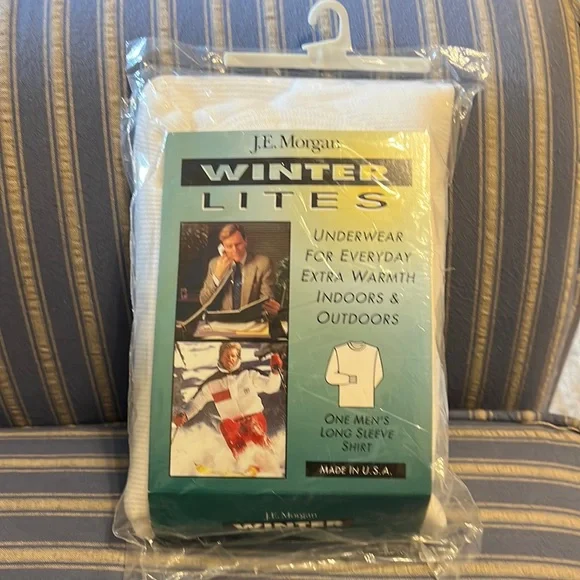 J.E. Morgan
WINTER
LITES
UNDERWEAR
FOR EVERYDAY
EXTRA WARMTH
INDOORS &
OUTDOORS
ONE MEN'S
LONG SLEEVE
SHIRT
MADE IN U.S.A.
J.E. Morgan
WINTER